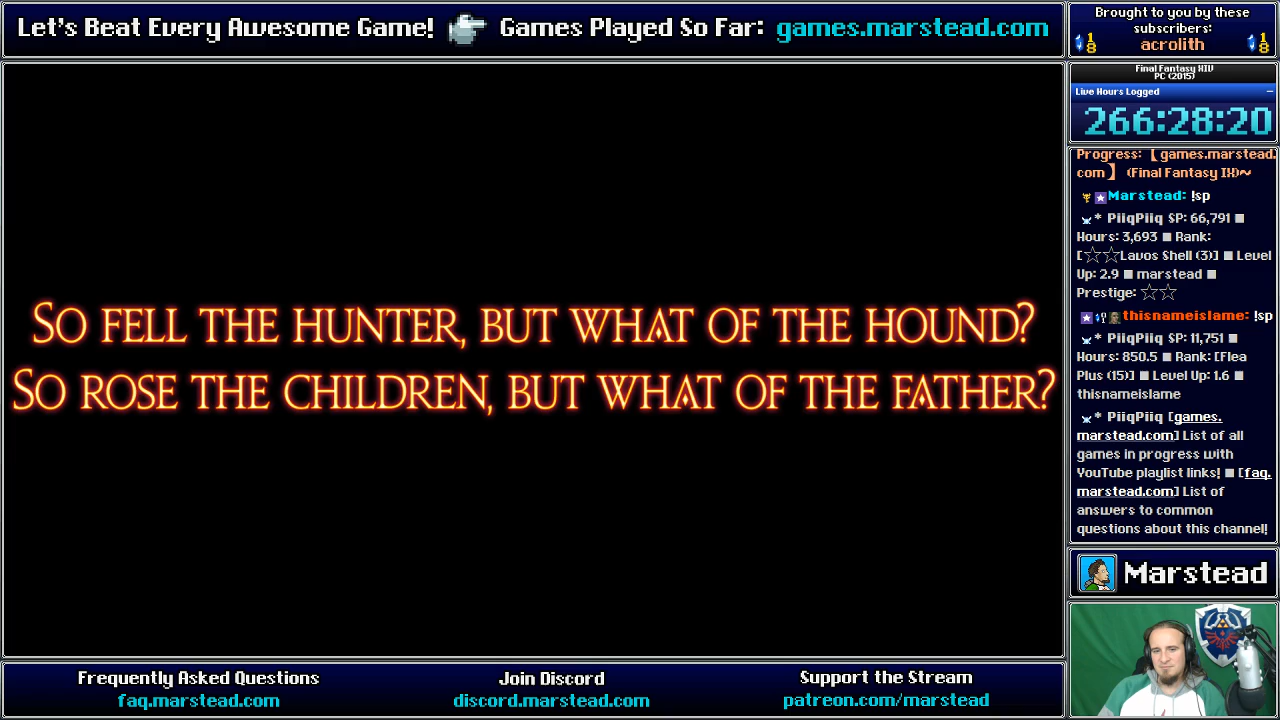 Let's Beat Every Awesome Game! Games Played So Far: games.marstead.com
Brought to you by these
subscribers:
acrolith
Final Fantasy XIV
PC (2015)
Live Hours Logged
266:28:20
SO FELL THE HUNTER, BUT WHAT OF THE HOUND?
SO ROSE THE CHILDREN, BUT WHAT OF THE FATHER?
Progress: 【games.marstead.
com】 (Final Fantasy IX)~
Marstead: !sp
* PiiqPiiq SP: 66,791 ■
Hours: 3,693 ■ Rank:
[☆☆Lavos Shell (3)] ■ Level
Up: 2.9 ■ marstead ■
Prestige: ☆☆
thisnameislame: !sp
* PiiqPiiq SP: 11,751 ■
Hours: 850.5 ■ Rank: [Flea
Plus (15)] ■ Level Up: 1.6 ■
thisnameislame
* PiiqPiiq [games.
marstead.com] List of all
games in progress with
YouTube playlist links! ■ [faq.
marstead.com] List of
answers to common
questions about this channel!
Marstead
Frequently Asked Questions
faq.marstead.com
Join Discord
discord.marstead.com
Support the Stream
patreon.com/marstead